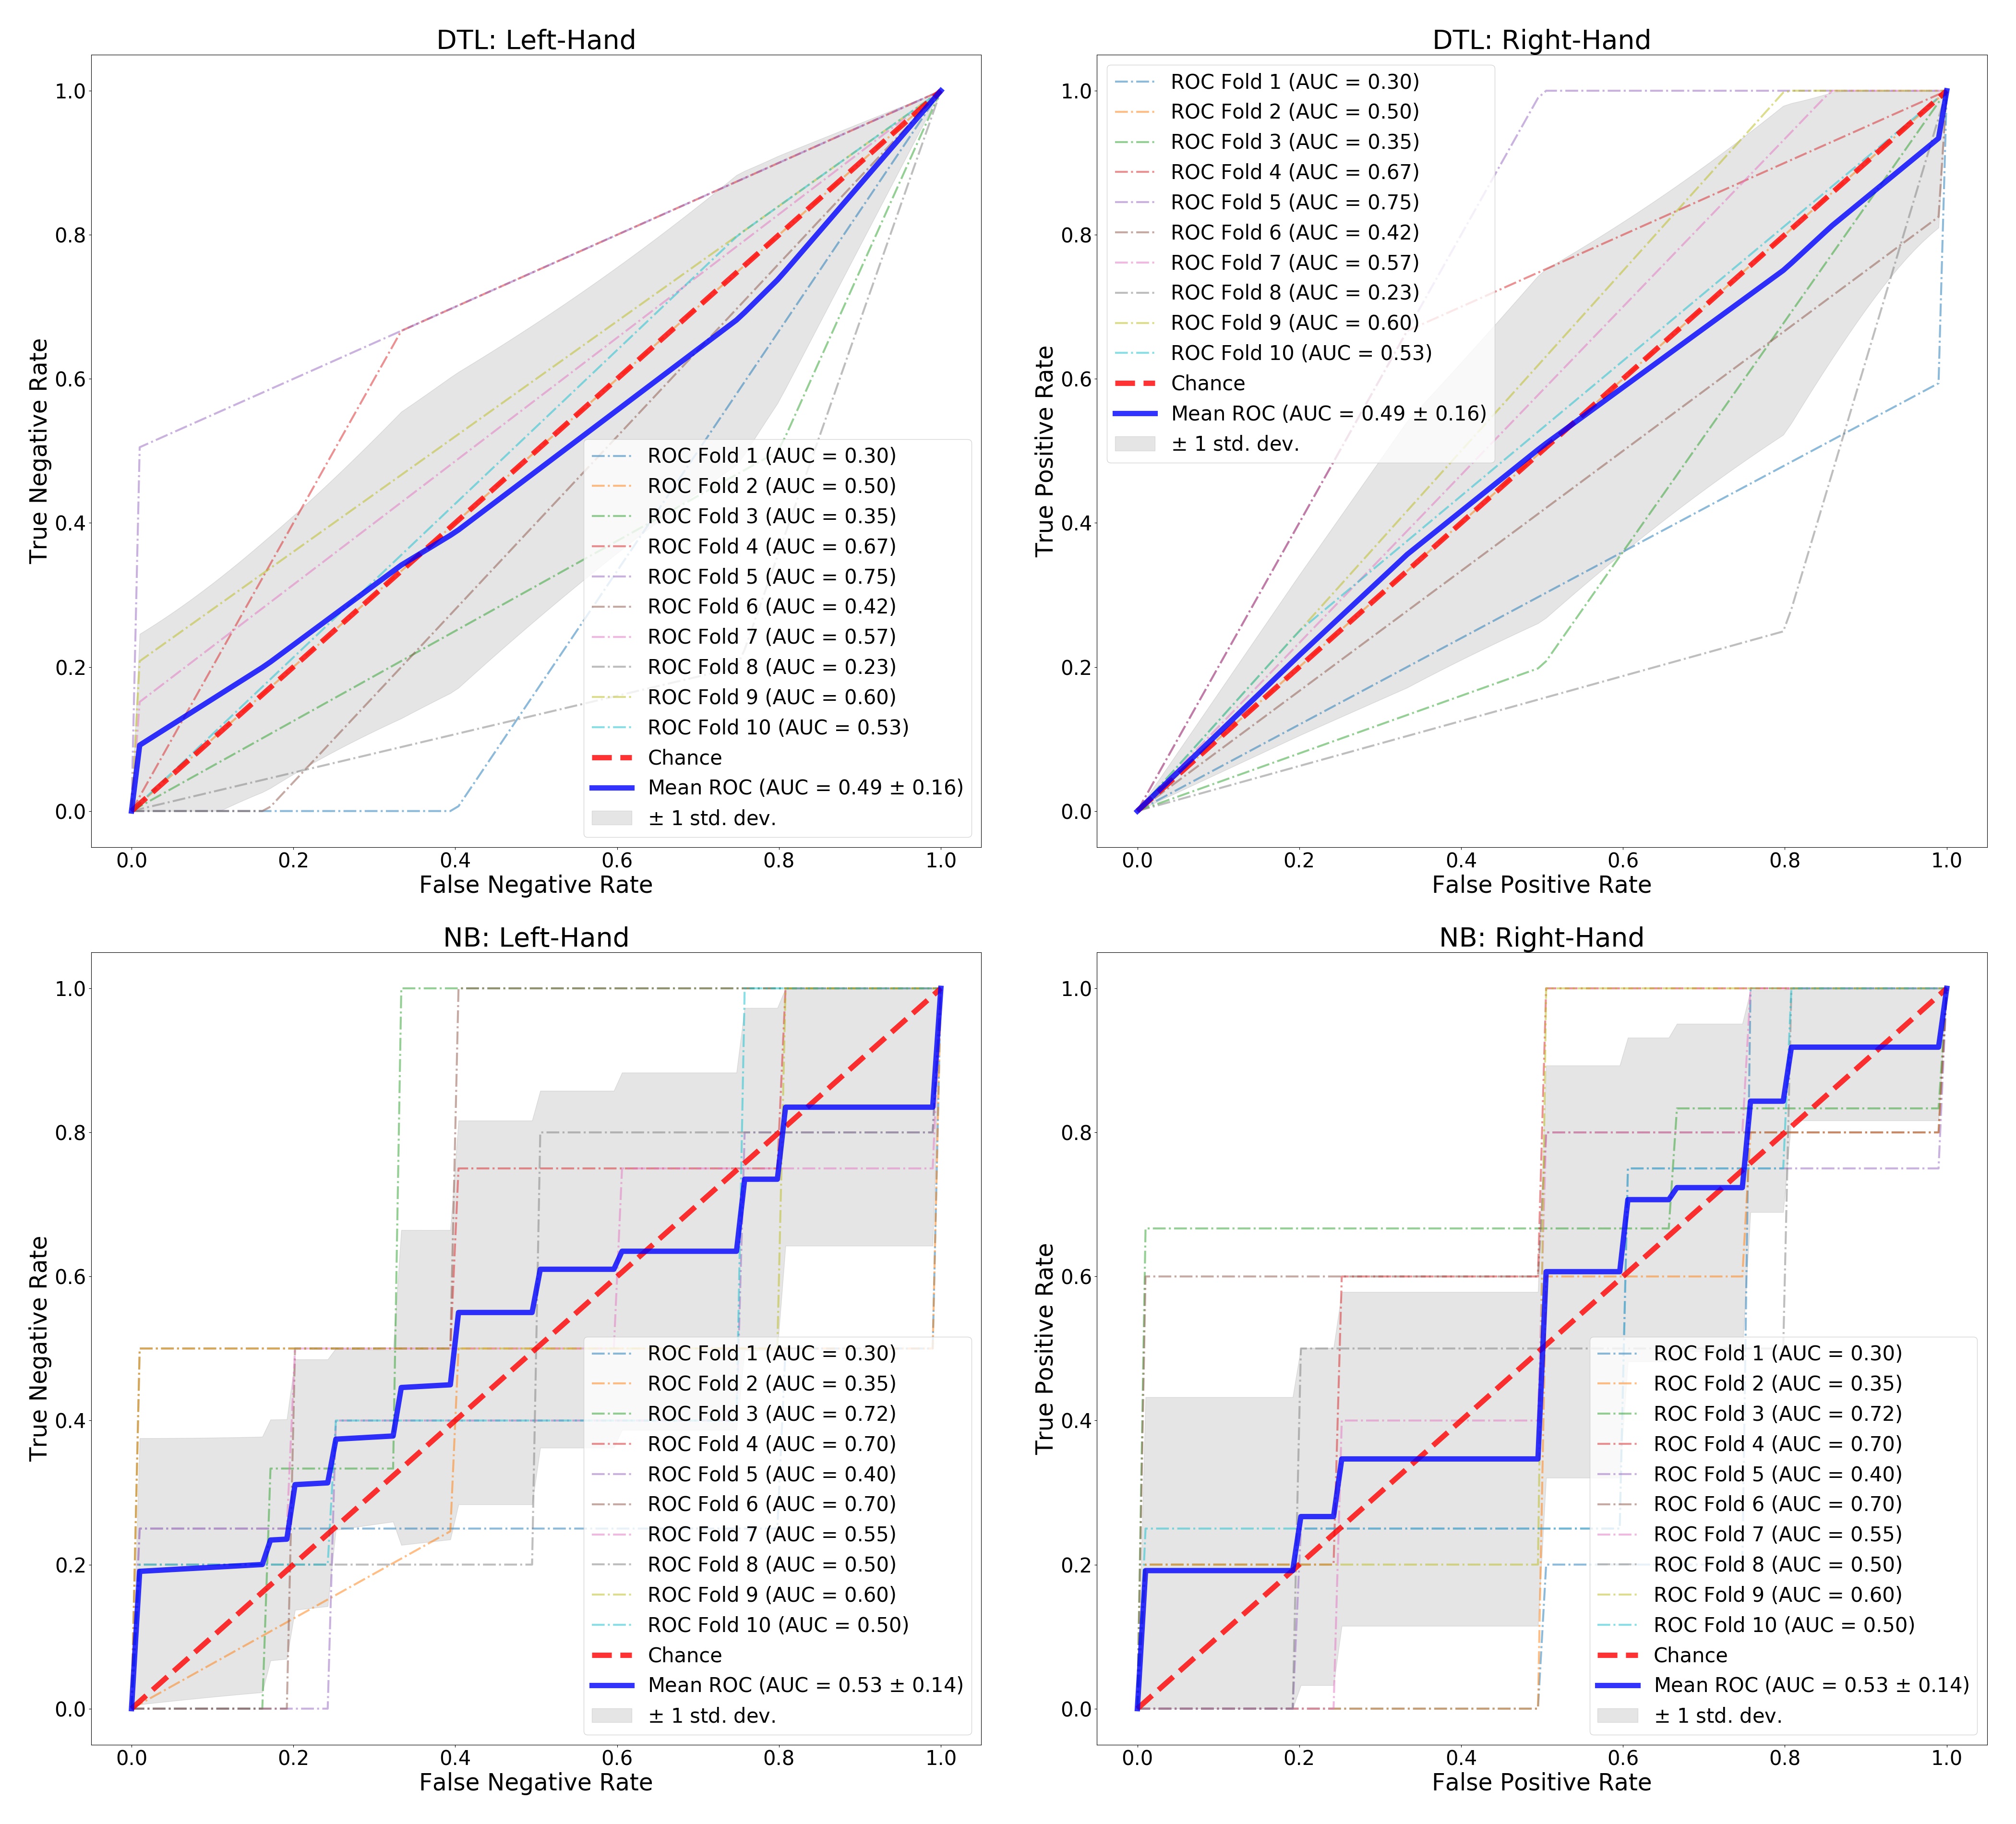 DTL: Left-Hand
True Negative Rate
1.0
0.8
0.6
0.4
0.2
0.0
ROC Fold 1 (AUC = 0.30)
ROC Fold 2 (AUC = 0.50)
ROC Fold 3 (AUC = 0.35)
ROC Fold 4 (AUC = 0.67)
ROC Fold 5 (AUC = 0.75)
ROC Fold 6 (AUC = 0.42)
ROC Fold 7 (AUC = 0.57)
ROC Fold 8 (AUC = 0.23)
ROC Fold 9 (AUC = 0.60)
ROC Fold 10 (AUC = 0.53)
Chance
Mean ROC (AUC = 0.49 ± 0.16)
± 1 std. dev.
0.0 0.2 0.4 0.6 0.8 1.0
False Negative Rate
DTL: Right-Hand
True Positive Rate
1.0
0.8
0.6
0.4
0.2
0.0
ROC Fold 1 (AUC = 0.30)
ROC Fold 2 (AUC = 0.50)
ROC Fold 3 (AUC = 0.35)
ROC Fold 4 (AUC = 0.67)
ROC Fold 5 (AUC = 0.75)
ROC Fold 6 (AUC = 0.42)
ROC Fold 7 (AUC = 0.57)
ROC Fold 8 (AUC = 0.23)
ROC Fold 9 (AUC = 0.60)
ROC Fold 10 (AUC = 0.53)
Chance
Mean ROC (AUC = 0.49 ± 0.16)
± 1 std. dev.
0.0 0.2 0.4 0.6 0.8 1.0
False Positive Rate
NB: Left-Hand
True Negative Rate
1.0
0.8
0.6
0.4
0.2
0.0
ROC Fold 1 (AUC = 0.30)
ROC Fold 2 (AUC = 0.35)
ROC Fold 3 (AUC = 0.72)
ROC Fold 4 (AUC = 0.70)
ROC Fold 5 (AUC = 0.40)
ROC Fold 6 (AUC = 0.70)
ROC Fold 7 (AUC = 0.55)
ROC Fold 8 (AUC = 0.50)
ROC Fold 9 (AUC = 0.60)
ROC Fold 10 (AUC = 0.50)
Chance
Mean ROC (AUC = 0.53 ± 0.14)
± 1 std. dev.
0.0 0.2 0.4 0.6 0.8 1.0
False Negative Rate
NB: Right-Hand
True Positive Rate
1.0
0.8
0.6
0.4
0.2
0.0
ROC Fold 1 (AUC = 0.30)
ROC Fold 2 (AUC = 0.35)
ROC Fold 3 (AUC = 0.72)
ROC Fold 4 (AUC = 0.70)
ROC Fold 5 (AUC = 0.40)
ROC Fold 6 (AUC = 0.70)
ROC Fold 7 (AUC = 0.55)
ROC Fold 8 (AUC = 0.50)
ROC Fold 9 (AUC = 0.60)
ROC Fold 10 (AUC = 0.50)
Chance
Mean ROC (AUC = 0.53 ± 0.14)
± 1 std. dev.
0.0 0.2 0.4 0.6 0.8 1.0
False Positive Rate